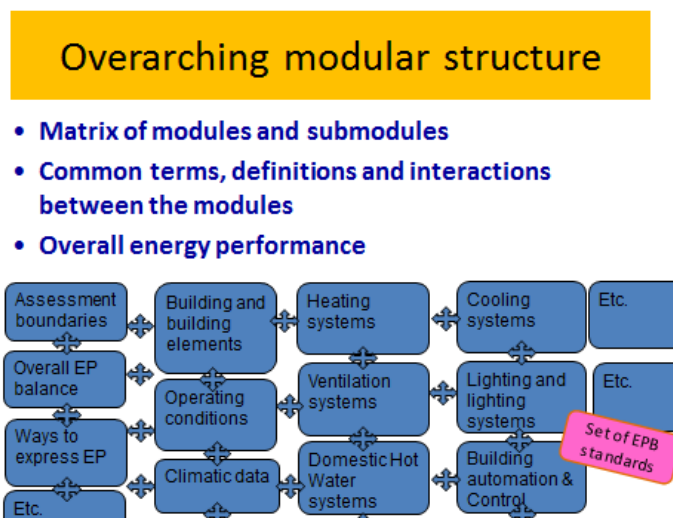 Overarching modular structure
• Matrix of modules and submodules
• Common terms, definitions and interactions
between the modules
• Overall energy performance
Assessment
boundaries
Building and
building
elements
Heating
systems
Cooling
systems
Etc.
Overall EP
balance
Operating
conditions
Ventilation
systems
Lighting and
lighting
systems
Etc.
Ways to
express EP
Climatic data
Domestic Hot
Water
systems
Building
automation &
Control
Set of EPB
standards
Etc.